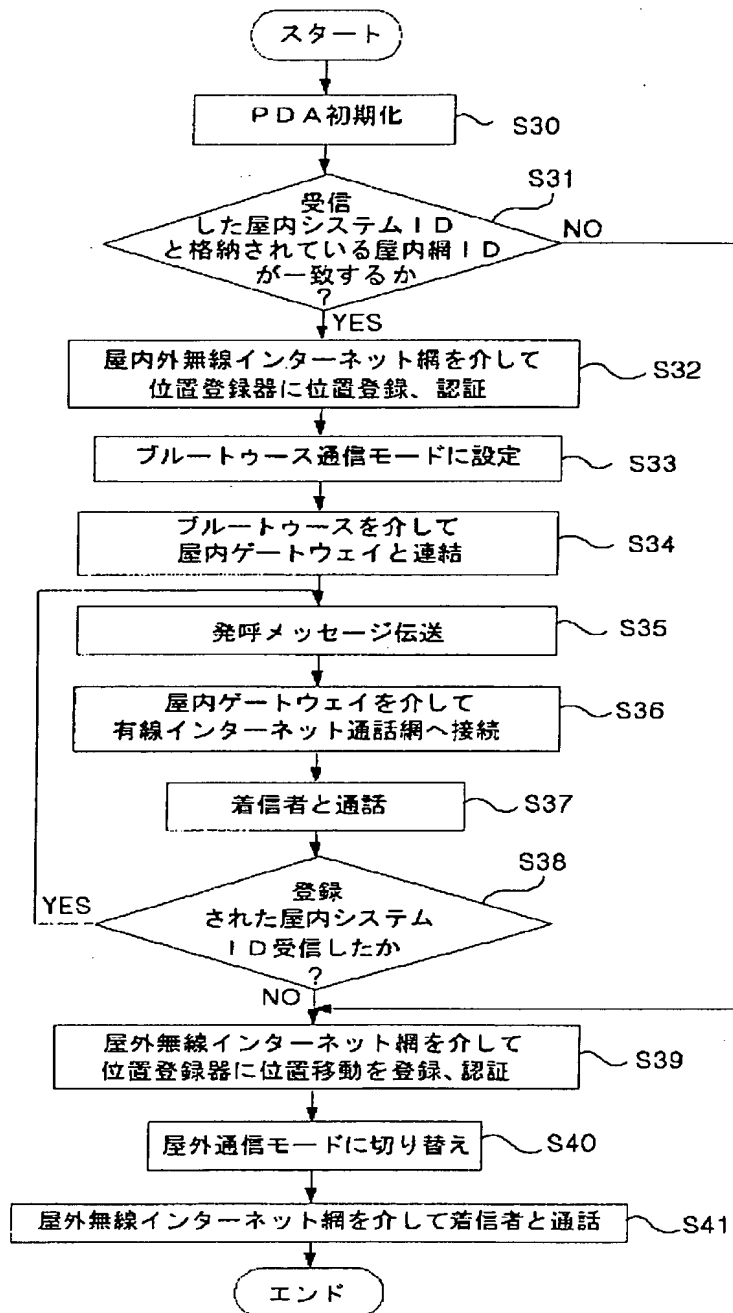 スタート
PDA初期化
S30
受信
した屋内システムID
と格納されている屋内網ID
が一致するか
?
S31
NO
YES
屋内外無線インターネット網を介して
位置登録器に位置登録、認証
S32
ブルートゥース通信モードに設定
S33
ブルートゥースを介して
屋内ゲートウェイと連結
S34
発呼メッセージ伝送
S35
屋内ゲートウェイを介して
有線インターネット通話網へ接続
S36
着信者と通話
S37
登録
された屋内システム
ID受信したか
?
S38
YES
NO
屋外無線インターネット網を介して
位置登録器に位置移動を登録、認証
S39
屋外通信モードに切り替え
S40
屋外無線インターネット網を介して着信者と通話
S41
エンド